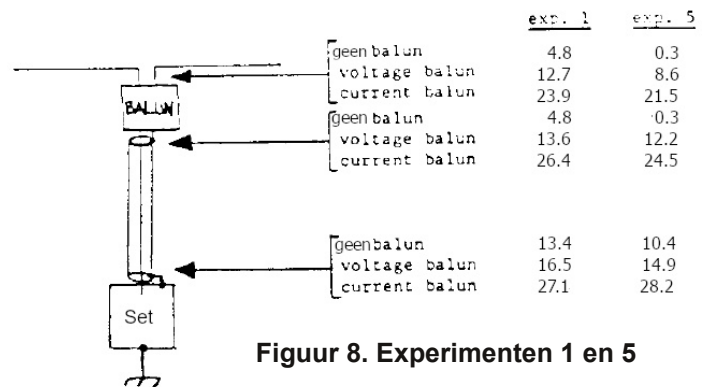 exp. 1 exp. 5
geen balun 4.8 0.3
voltage balun 12.7 8.6
current balun 23.9 21.5
BALUN
geen balun 4.8 0.3
voltage balun 13.6 12.2
current balun 26.4 24.5
geen balun 13.4 10.4
voltage balun 16.5 14.9
current balun 27.1 28.2
Set
Figuur 8. Experimenten 1 en 5